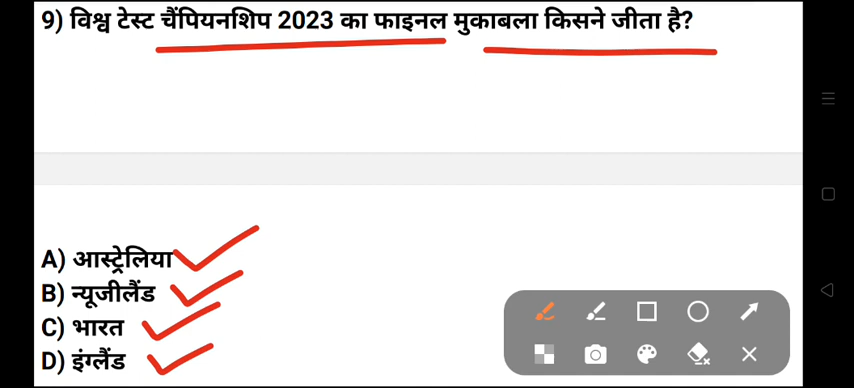 9) विश्व टेस्ट चैंपियनशिप 2023 का फाइनल मुकाबला किसने जीता है?
A) आस्ट्रेलिया
B) न्यूजीलैंड
C) भारत
D) इंग्लैंड